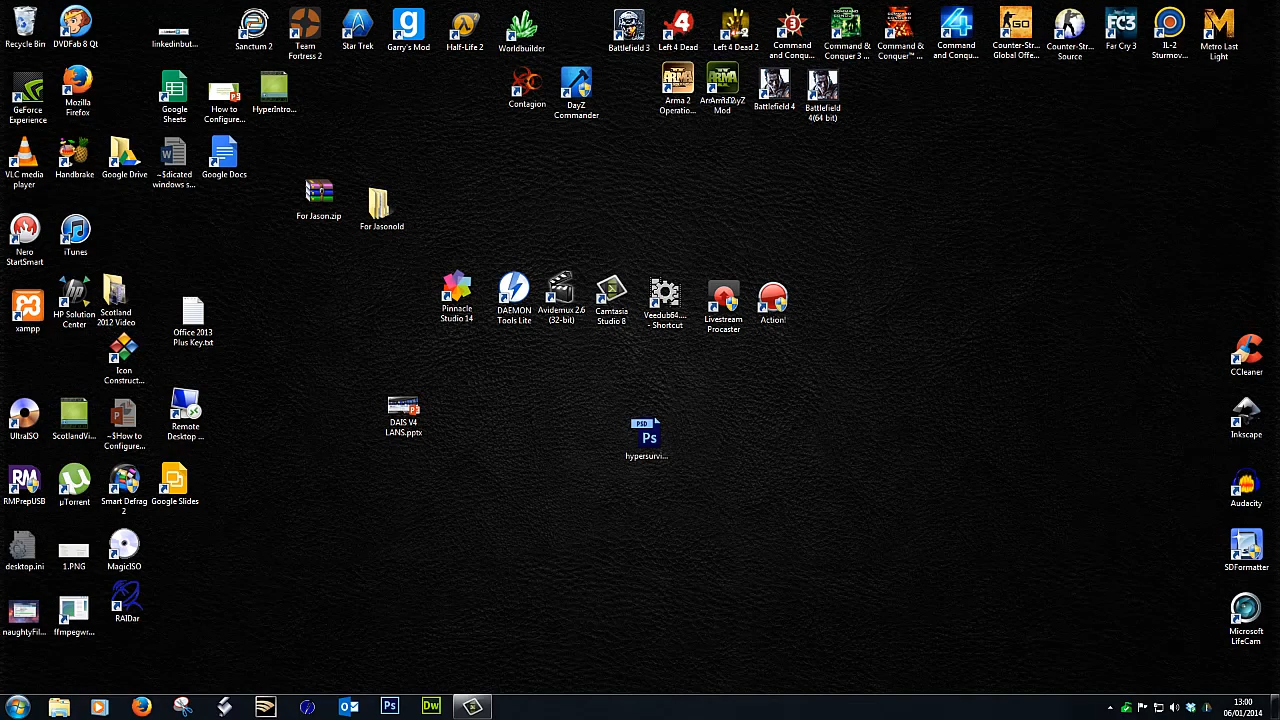 Recycle Bin
DVDFab 8 Qt
linkedinbut...
Sanctum 2
Team
Fortress 2
Star Trek
Garry's Mod
Half-Life 2
Worldbuilder
Battlefield 3
Left 4 Dead
Left 4 Dead 2
Command
and Conqu...
Command &
Conquer 3 ...
Command &
Conquer™ ...
Command
and Conqu...
Counter-Str...
Global Offe...
Counter-Str...
Source
Far Cry 3
IL-2
Sturmov...
Metro Last
Light
GeForce
Experience
Mozilla
Firefox
Google
Sheets
How to
Configure...
HyperIntro...
Contagion
DayZ
Commander
Arma 2
Operatio...
Mod
Battlefield 4
Battlefield
4(64 bit)
VLC media
player
Handbrake
Google Drive
~$dicated
windows s...
Google Docs
For Jason.zip
For Jasonold
Nero
StartSmart
iTunes
Pinnacle
Studio 14
DAEMON
Tools Lite
Avidemux 2.6
(32-bit)
Camtasia
Studio 8
Veedub64....
- Shortcut
Livestream
Procaster
Action!
xampp
HP Solution
Center
Scotland
2012 Video
Office 2013
Plus Key.txt
Icon
Construct...
CCleaner
UltraISO
ScotlandVi...
~$How to
Configure...
Remote
Desktop ...
DAIS V4
LANS.pptx
PSD
Ps
hypersurvi...
Inkscape
RMPrepUSB
µTorrent
Smart Defrag
2
Google Slides
Audacity
desktop.ini
1.PNG
MagicISO
SDFormatter
naughtyFil...
ffmpegwr...
RAIDar
Microsoft
LifeCam
Ps
Dw
13:00
06/01/2014